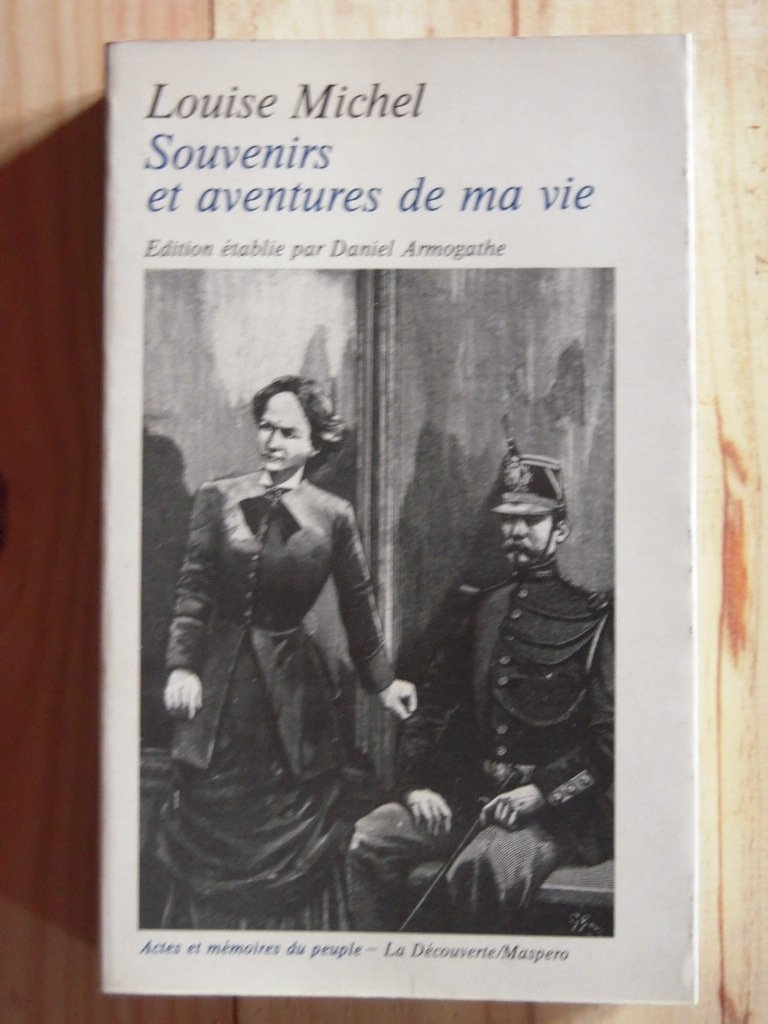 Louise Michel
Souvenirs
et aventures de ma vie
Edition établie par Daniel Armogathe
Actes et mémoires du peuple – La Découverte/Maspero